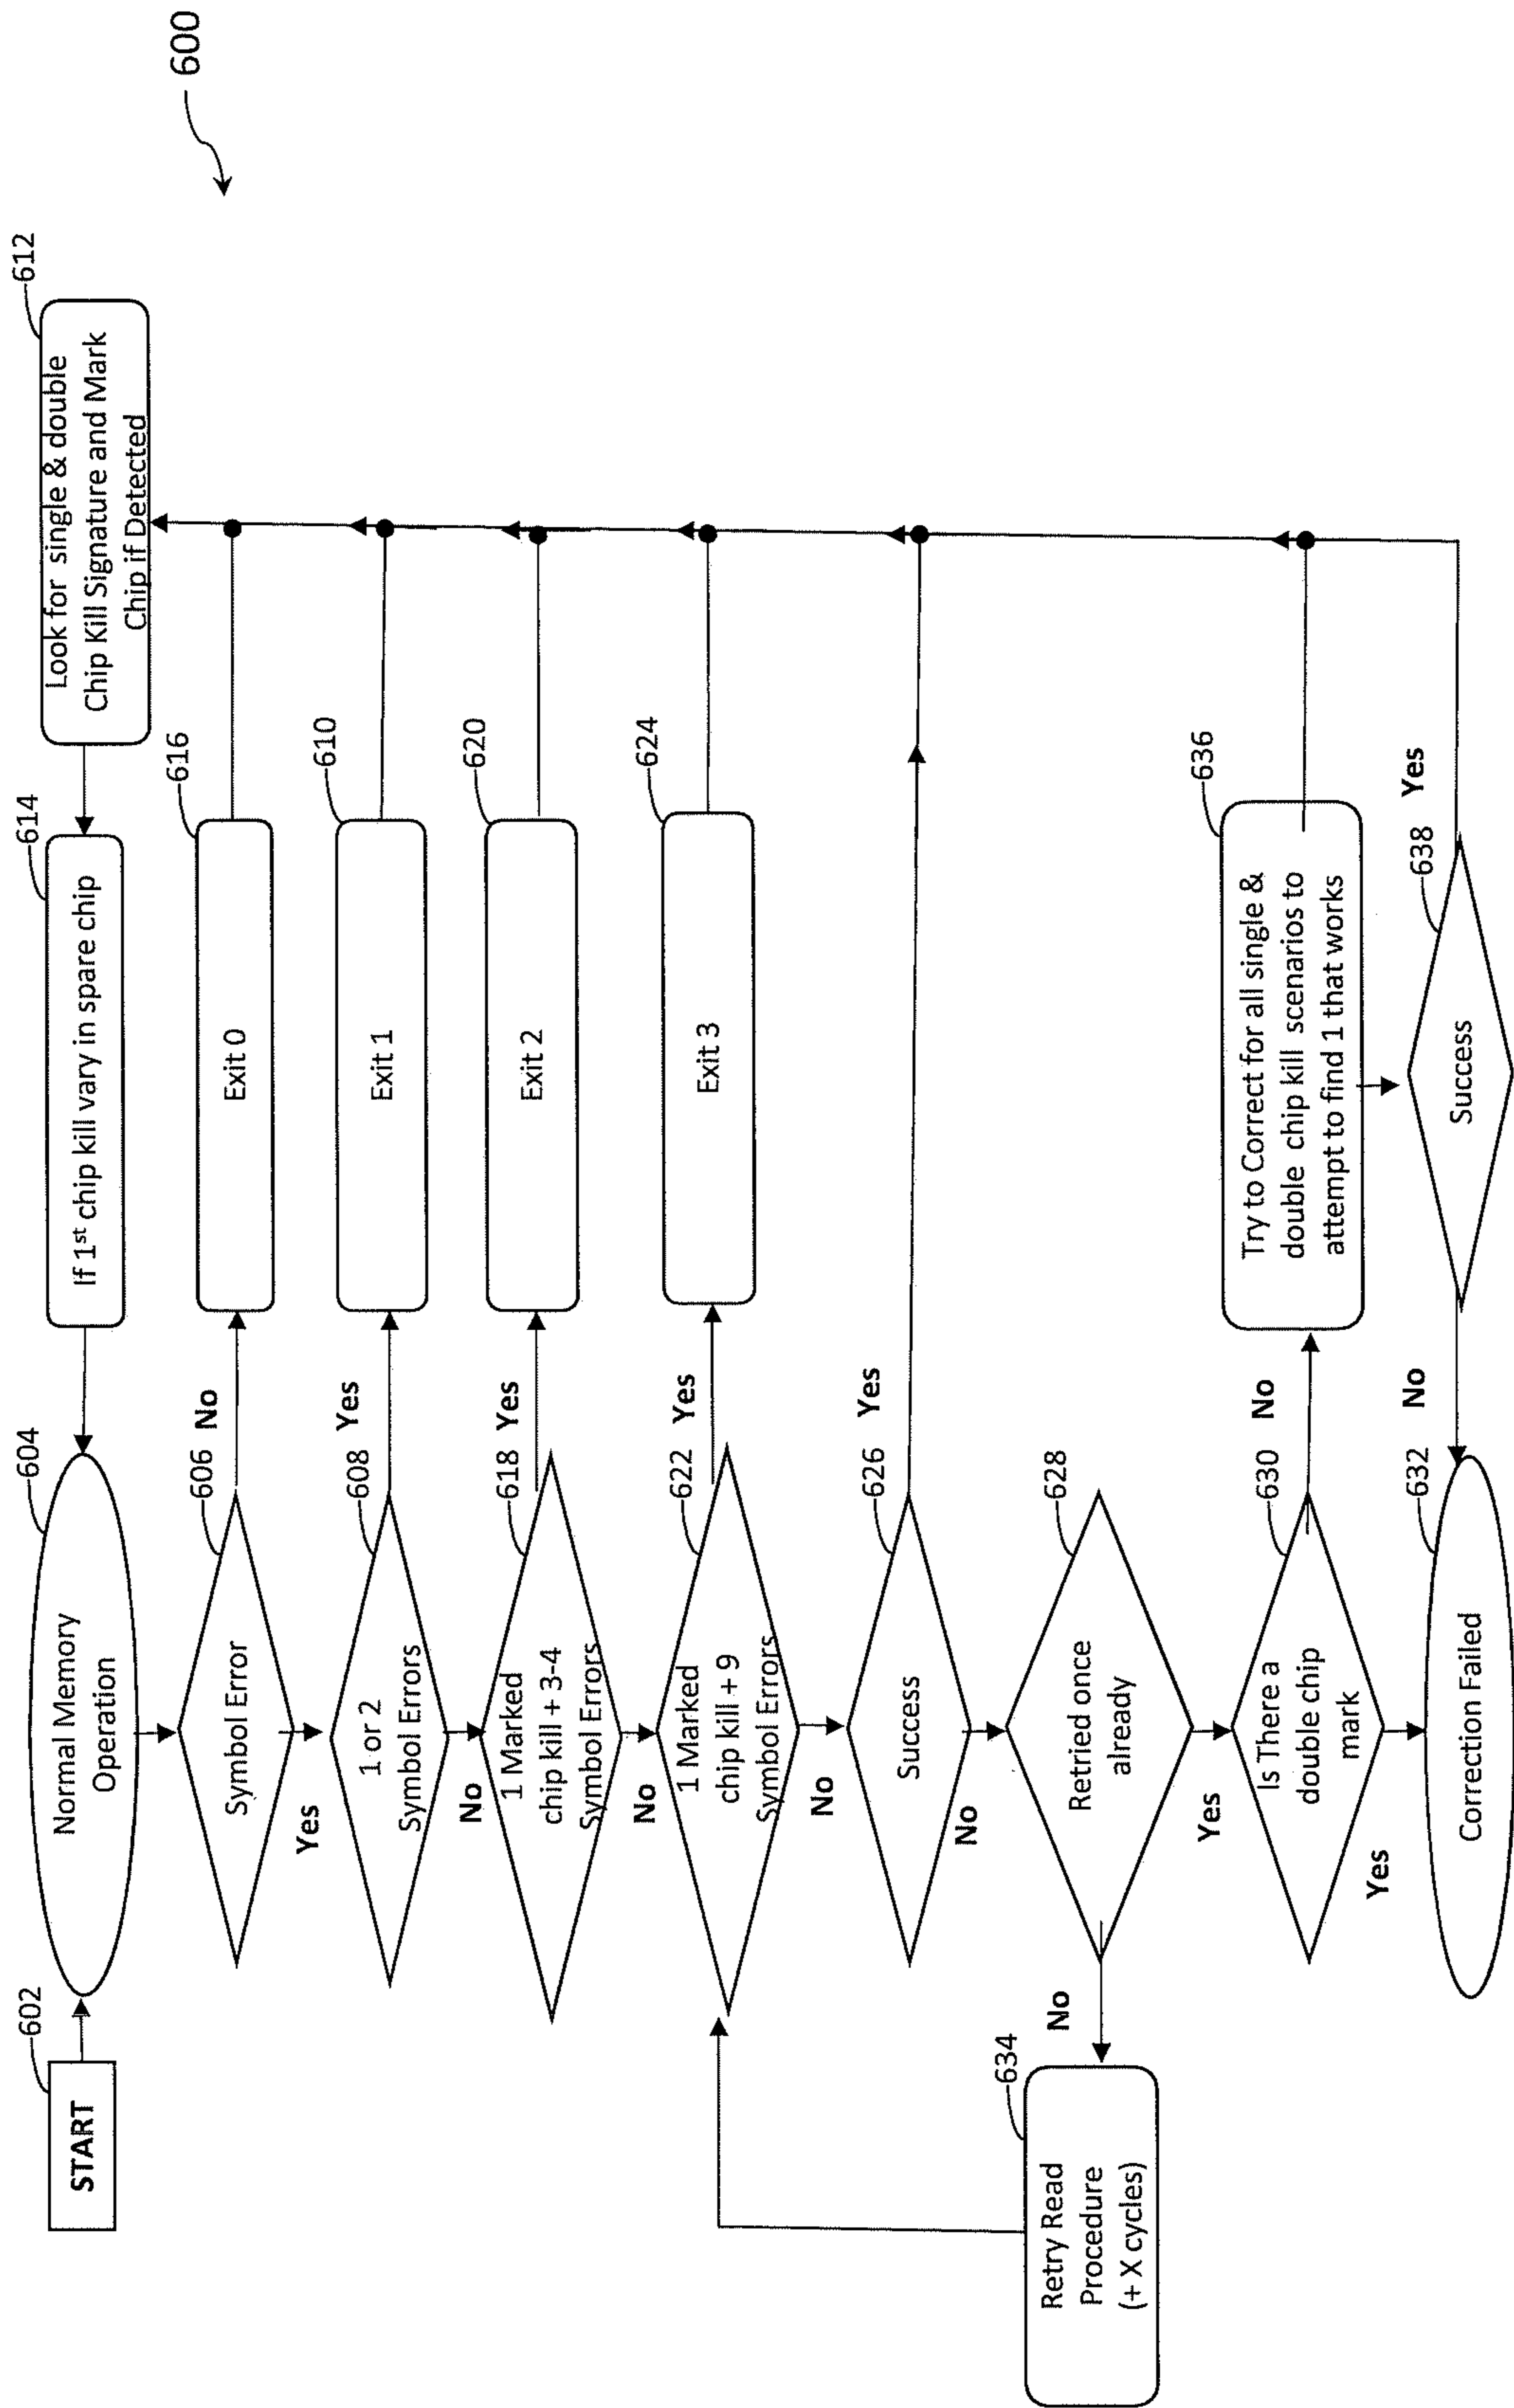 600
602
START
604
Normal Memory
Operation
614
If 1st chip kill vary in spare chip
612
Look for single & double
Chip Kill Signature and Mark
Chip if Detected
606
Symbol Error
No
616
Exit 0
Yes
608
1 or 2
Symbol Errors
Yes
610
Exit 1
No
618
1 Marked
chip kill + 3-4
Symbol Errors
Yes
620
Exit 2
No
622
1 Marked
chip kill + 9
Symbol Errors
Yes
624
Exit 3
No
626
Success
Yes
No
628
Retried once
already
No
634
Retry Read
Procedure
(+ X cycles)
Yes
630
Is There a
double chip
mark
No
636
Try to Correct for all single &
double chip kill scenarios to
attempt to find 1 that works
Yes
632
Correction Failed
No
638
Success
Yes